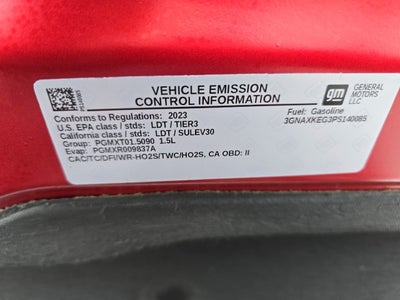 VEHICLE EMISSION
CONTROL INFORMATION
gm
GENERAL
MOTORS LLC
PS140085
Conforms to Regulations: 2023
U.S. EPA class / stds: LDT / TIER3
California class / stds: LDT / SULEV30
Group: PGMXT01.5090 1.5L
Evap: PGMXR009837A
CAC/TC/DFI/WR-HO2S/TWC/HO2S, CA OBD: II
Fuel: Gasoline
3GNAXKEG3PS140085